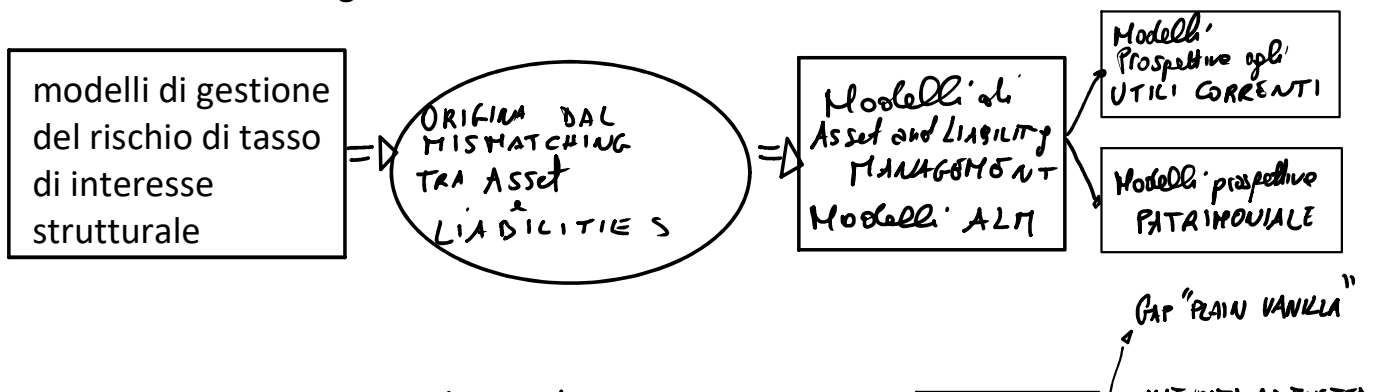 modelli di gestione
del rischio di tasso
di interesse
strutturale
ORIGINA DAL
MISMATCHING
TRA ASSet
e
LIABILITIES
Modelli di
Asset and LIABILITY
MANAGEMENT
Modelli ALM
Modelli
Prospettiva agli
UTILI CORRENTI
Modelli prospettiva
PATRIMONIALE
GAP "PLAIN VANILLA"